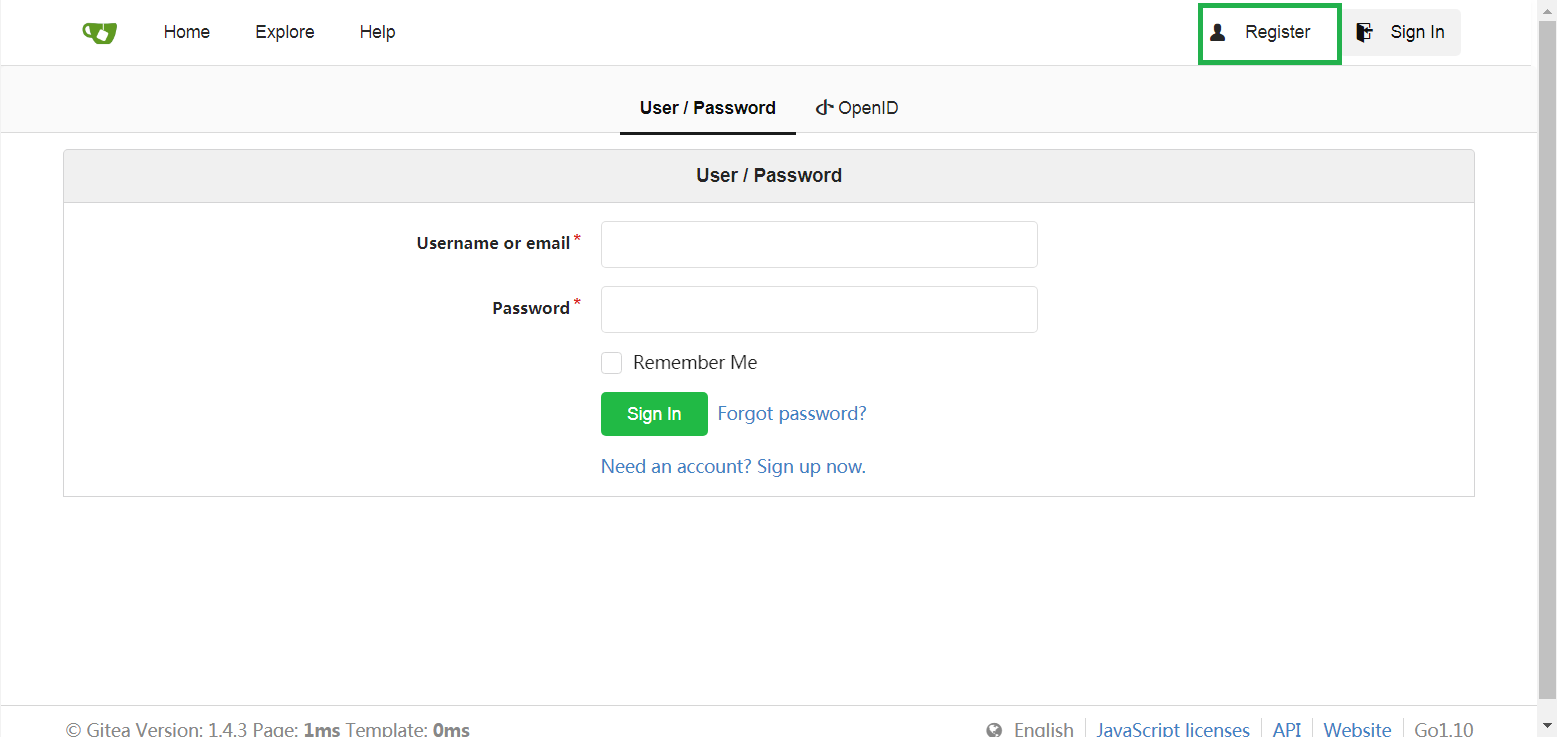 Home Explore Help Register Sign In
User / Password OpenID
User / Password
Username or email *
Password *
Remember Me
Sign In Forgot password?
Need an account? Sign up now.
© Gitea Version: 1.4.3 Page: 1ms Template: 0ms English JavaScript licenses API Website Go1.10